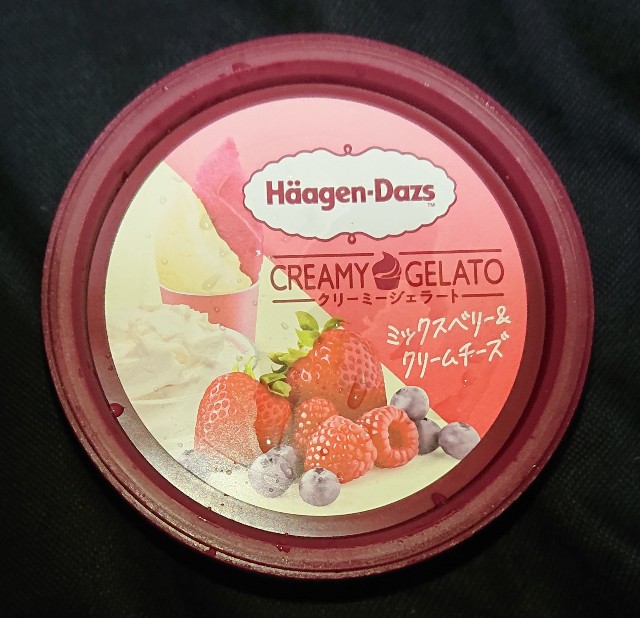 Häagen-Dazs
TM
CREAMY GELATO
クリーミージェラート
ミックスベリー&
クリームチーズ